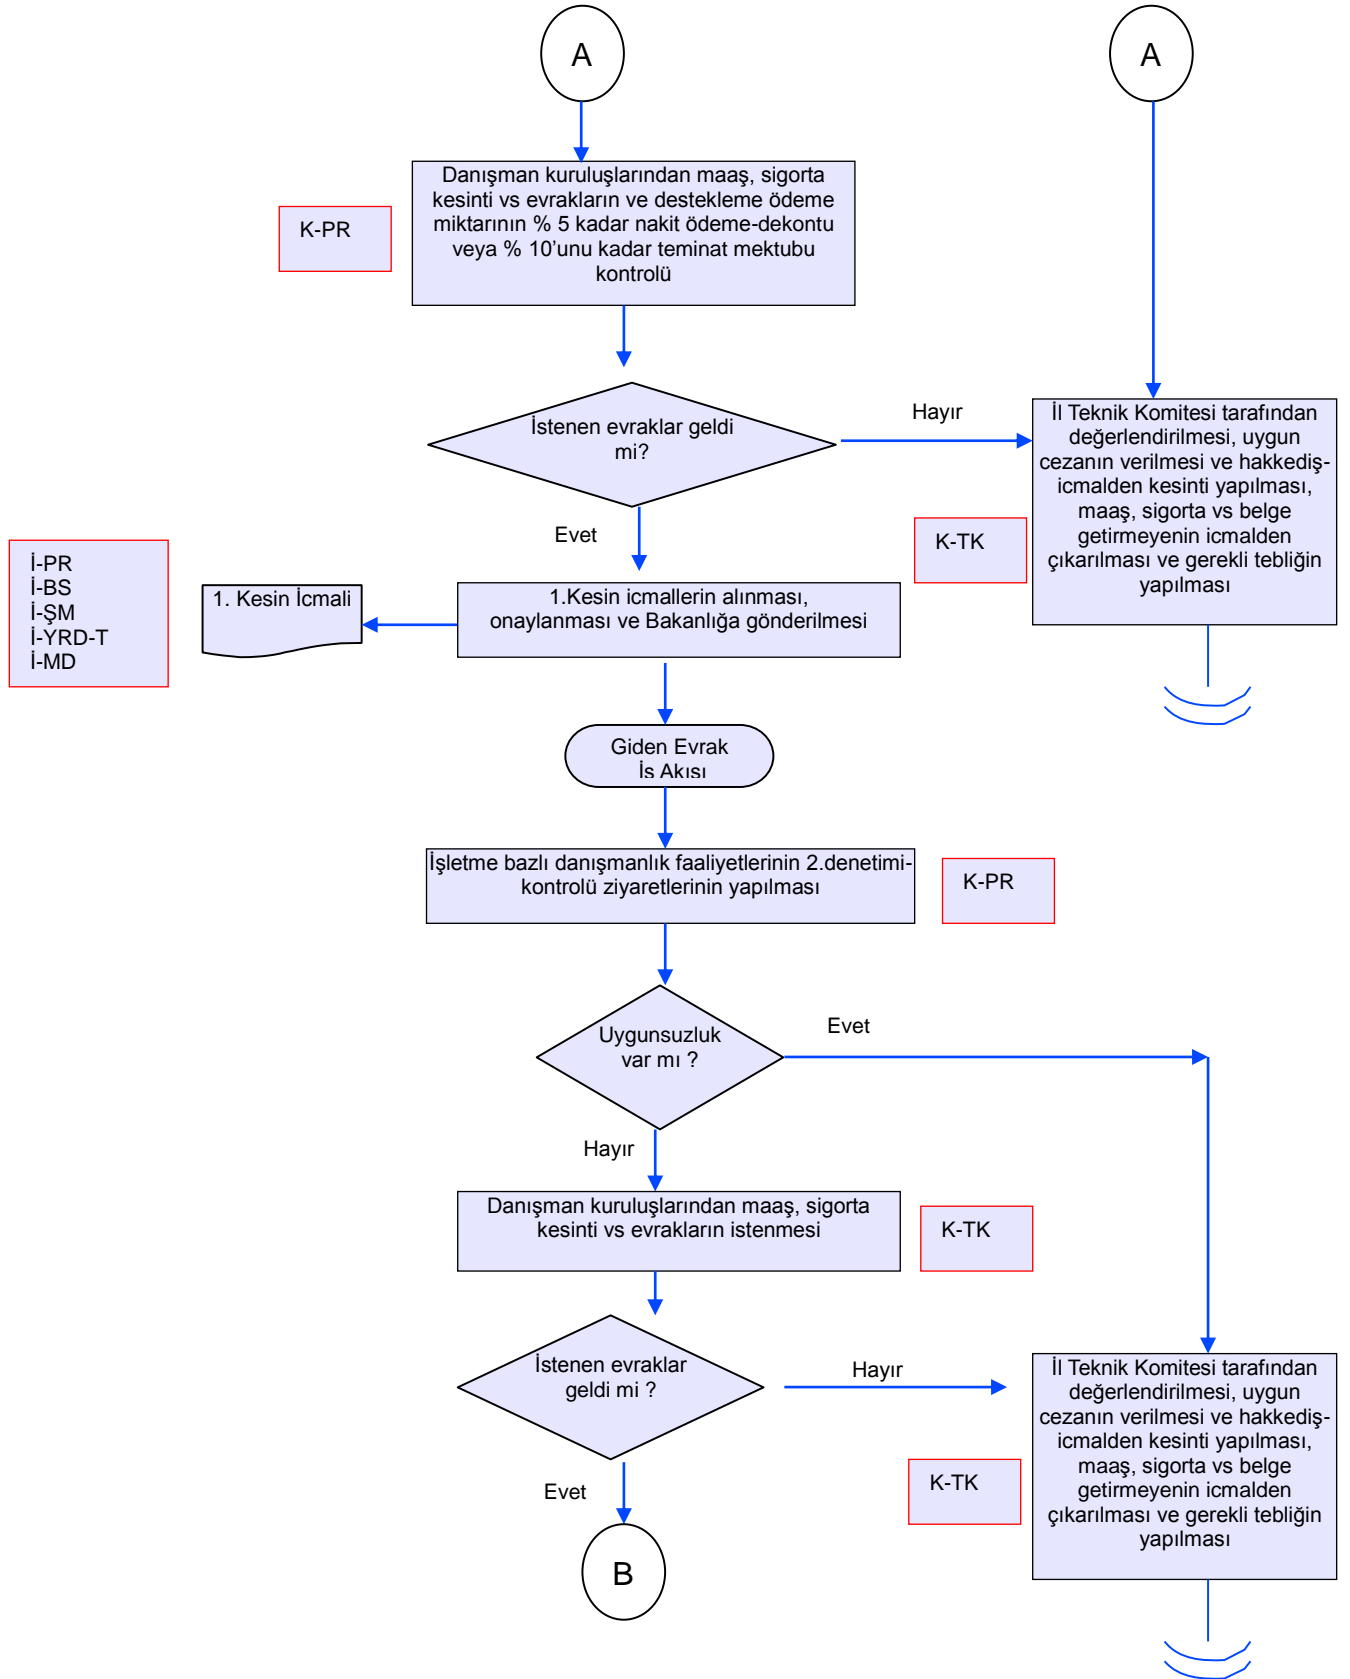 A
A
Danışman kuruluşlarından maaş, sigorta
kesinti vs evrakların ve destekleme ödeme
miktarının % 5 kadar nakit ödeme-dekontu
veya % 10’unu kadar teminat mektubu
kontrolü
K-PR
İstenen evraklar geldi
mi?
Hayır
İl Teknik Komitesi tarafından
değerlendirilmesi, uygun
cezanın verilmesi ve hakkediş-
icmalden kesinti yapılması,
maaş, sigorta vs belge
getirmeyenin icmalden
çıkarılması ve gerekli tebliğin
yapılması
K-TK
Evet
İ-PR
İ-BS
İ-ŞM
İ-YRD-T
İ-MD
1. Kesin İcmali
1.Kesin icmallerin alınması,
onaylanması ve Bakanlığa gönderilmesi
Giden Evrak
İş Akışı
İşletme bazlı danışmanlık faaliyetlerinin 2.denetimi-
kontrolü ziyaretlerinin yapılması
K-PR
Uygunsuzluk
var mı ?
Evet
Hayır
Danışman kuruluşlarından maaş, sigorta
kesinti vs evrakların istenmesi
K-TK
İstenen evraklar
geldi mi ?
Hayır
İl Teknik Komitesi tarafından
değerlendirilmesi, uygun
cezanın verilmesi ve hakkediş-
icmalden kesinti yapılması,
maaş, sigorta vs belge
getirmeyenin icmalden
çıkarılması ve gerekli tebliğin
yapılması
K-TK
Evet
B